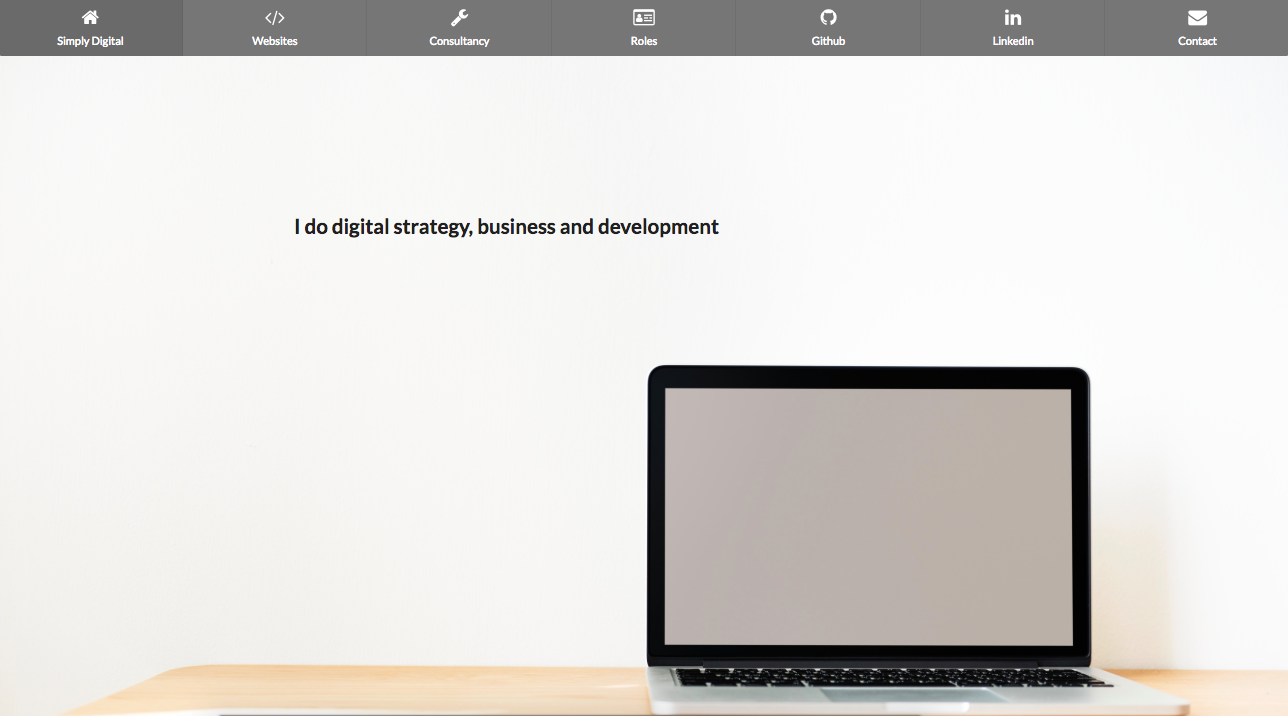 Simply Digital
Websites
Consultancy
Roles
Github
Linkedin
Contact
I do digital strategy, business and development